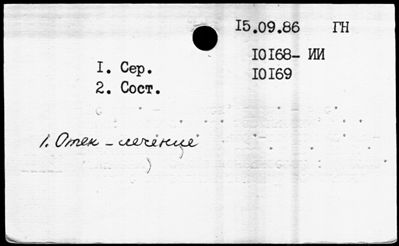 15.09.86 ГН
10168- ИИ
10169
1. Сер.
2. Сост.
1. Отек - лечение